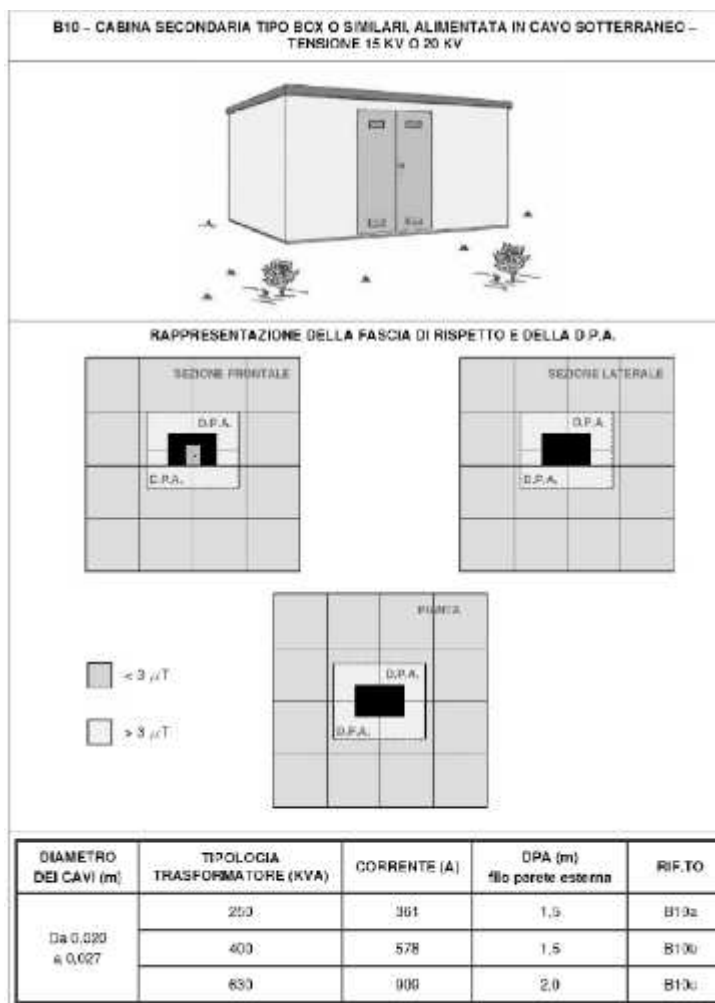 B10 – CABINA SECONDARIA TIPO BOX O SIMILARI, ALIMENTATA IN CAVO SOTTERRANEO –
TENSIONE 15 KV O 20 KV
RAPPRESENTAZIONE DELLA FASCIA DI RISPETTO E DELLA D.P.A.
SEZIONE FRONTALE
D.P.A.
D.P.A.
SEZIONE LATERALE
D.P.A.
D.P.A.
PIANTA
D.P.A.
D.P.A.
< 3 µT
> 3 µT
DIAMETRO DEI CAVI (m) TIPOLOGIA TRASFORMATORE (KVA) CORRENTE (A) DPA (m) filo parete esterna RIF.TO
Da 0,020 a 0,027
250 361 1,5 B10a
400 578 1,5 B10b
630 909 2,0 B10c